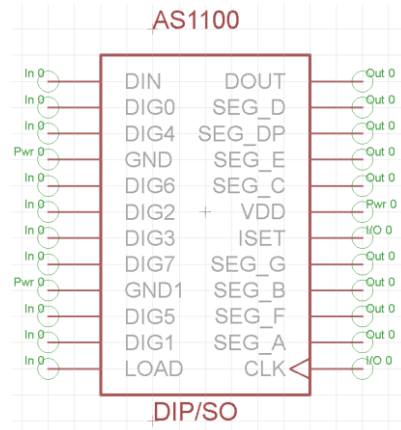 AS1100
In 0 DIN DOUT Out 0
In 0 DIG0 SEG_D Out 0
In 0 DIG4 SEG_DP Out 0
Pwr 0 GND SEG_E Out 0
In 0 DIG6 SEG_C Out 0
In 0 DIG2 VDD Pwr 0
In 0 DIG3 ISET I/O 0
In 0 DIG7 SEG_G Out 0
Pwr 0 GND1 SEG_B Out 0
In 0 DIG5 SEG_F Out 0
In 0 DIG1 SEG_A Out 0
In 0 LOAD CLK I/O 0
DIP/SO